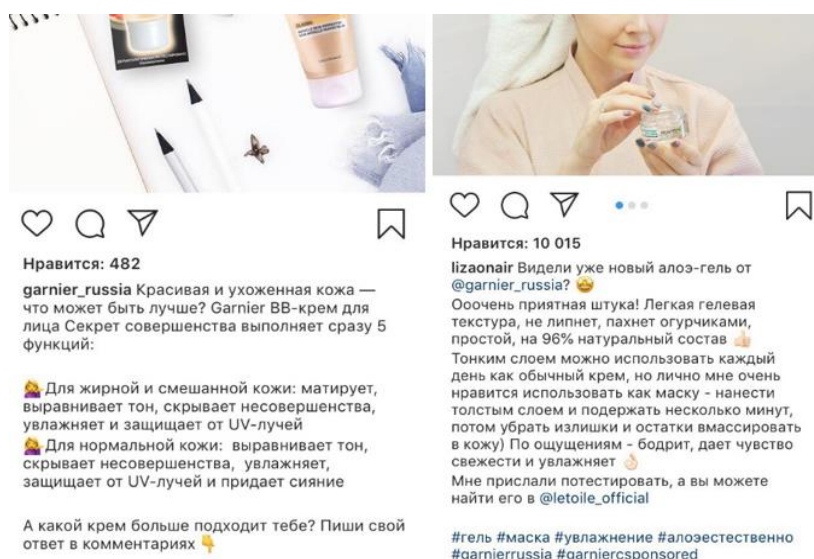 GARNIER
Нравится: 482
garnier_russia Красивая и ухоженная кожа —
что может быть лучше? Garnier BB-крем для
лица Секрет совершенства выполняет сразу 5
функций:
💆‍♀️Для жирной и смешанной кожи: матирует,
выравнивает тон, скрывает несовершенства,
увлажняет и защищает от UV-лучей
💆‍♀️Для нормальной кожи: выравнивает тон,
скрывает несовершенства, увлажняет,
защищает от UV-лучей и придает сияние
А какой крем больше подходит тебе? Пиши свой
ответ в комментариях 👇
Нравится: 10 015
lizaonair Видели уже новый алоэ-гель от
@garnier_russia? 🤩
Ооочень приятная штука! Легкая гелевая
текстура, не липнет, пахнет огурчиками,
простой, на 96% натуральный состав 👍🏻
Тонким слоем можно использовать каждый
день как обычный крем, но лично мне очень
нравится использовать как маску - нанести
толстым слоем и подержать несколько минут,
потом убрать излишки и остатки вмассировать
в кожу) По ощущениям - бодрит, дает чувство
свежести и увлажняет 👌🏻
Мне прислали потестировать, а вы можете
найти его в @letoile_official
#гель #маска #увлажнение #алоэестественно
#garnierrussia #garniercsponsored